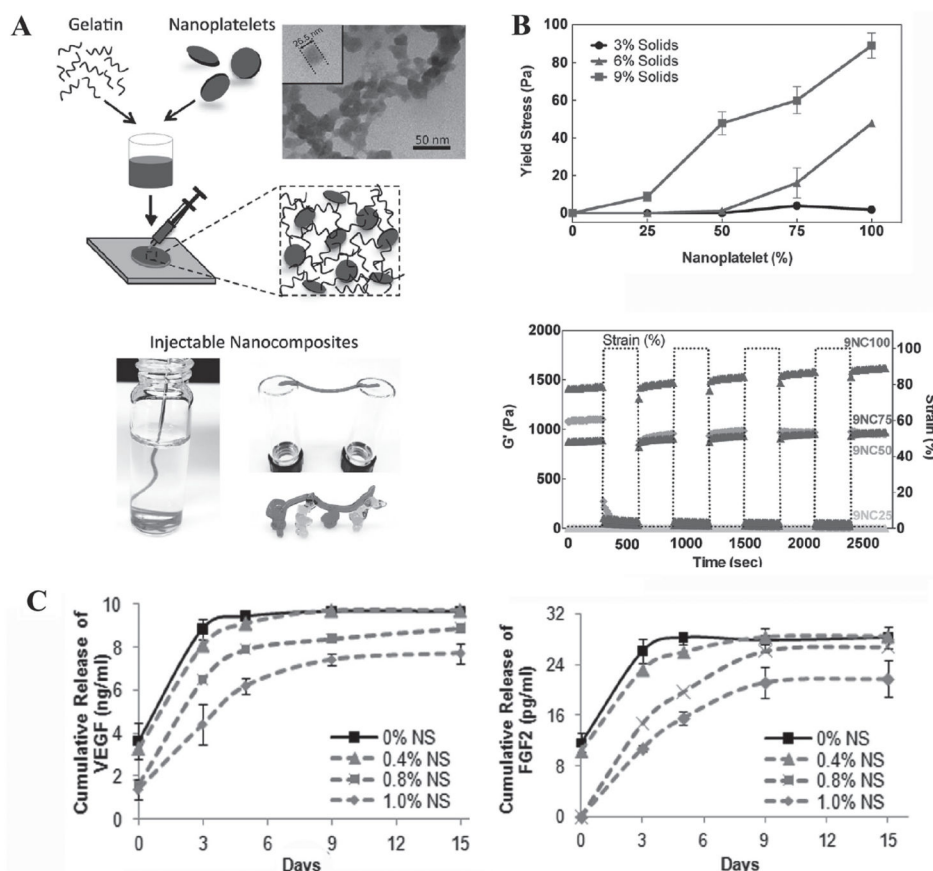 A
Gelatin Nanoplatelets
26.5 nm
50 nm
Injectable Nanocomposites
B
Yield Stress (Pa)
100
80
60
40
20
0
3% Solids
6% Solids
9% Solids
0 25 50 75 100
Nanoplatelet (%)
G' (Pa)
2000
1500
1000
500
0
Strain (%)
9NC100
9NC75
9NC50
9NC25
100
80
60
40
20
0
Strain (%)
0 500 1000 1500 2000 2500
Time (sec)
C
Cumulative Release of
VEGF (ng/ml)
10
8
6
4
2
0
0% NS
0.4% NS
0.8% NS
1.0% NS
0 3 6 9 12 15
Days
Cumulative Release of
FGF2 (pg/ml)
32
24
16
8
0
0% NS
0.4% NS
0.8% NS
1.0% NS
0 3 6 9 12 15
Days